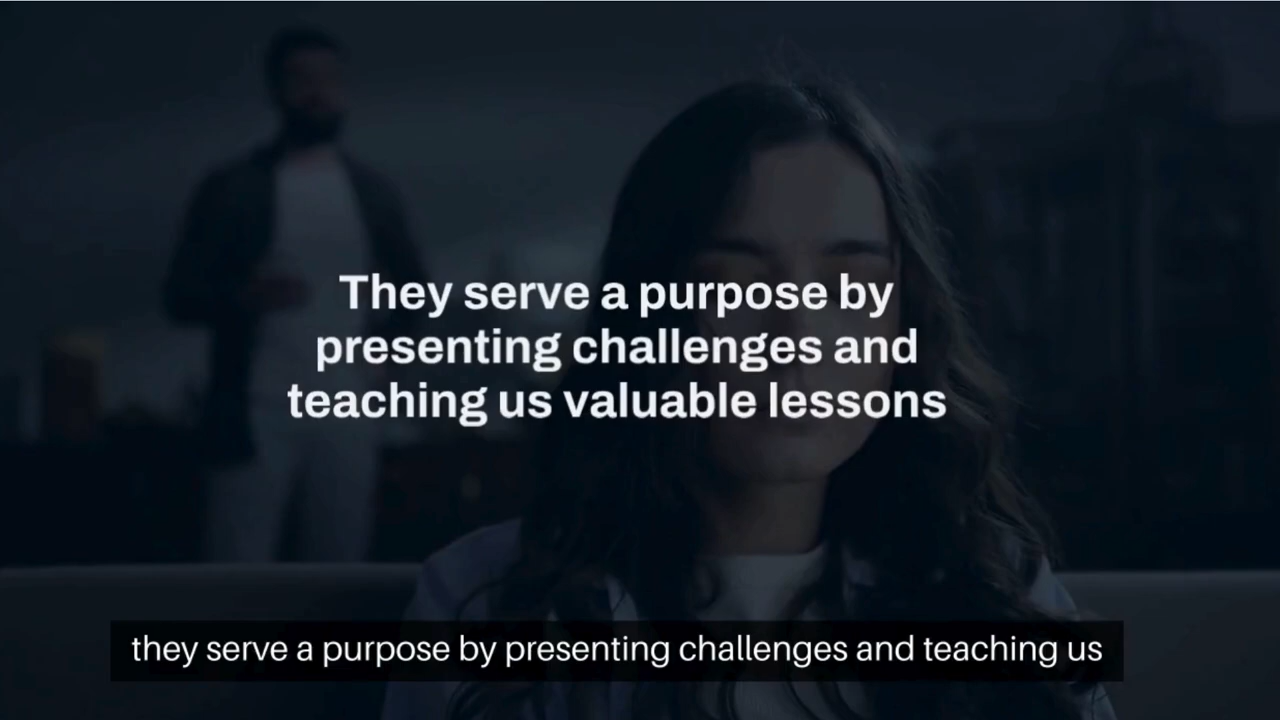 They serve a purpose by
presenting challenges and
teaching us valuable lessons
they serve a purpose by presenting challenges and teaching us